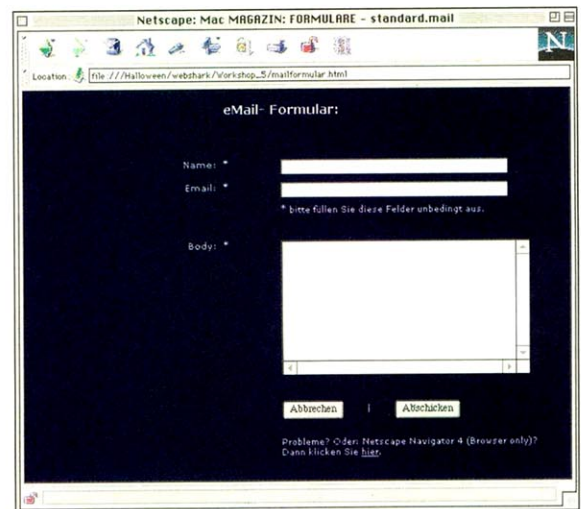 Netscape: Mac MAGAZIN: FORMULARE - standard.mail
N
Location: file:///Halloween/webshark/Workshop_5/mailformular.html
eMail- Formular:
Name: *
Email: *
* bitte füllen Sie diese Felder unbedingt aus.
Body: *
Abbrechen | Abschicken
Probleme? Oder: Netscape Navigator 4 (Browser only)?
Dann klicken Sie hier.